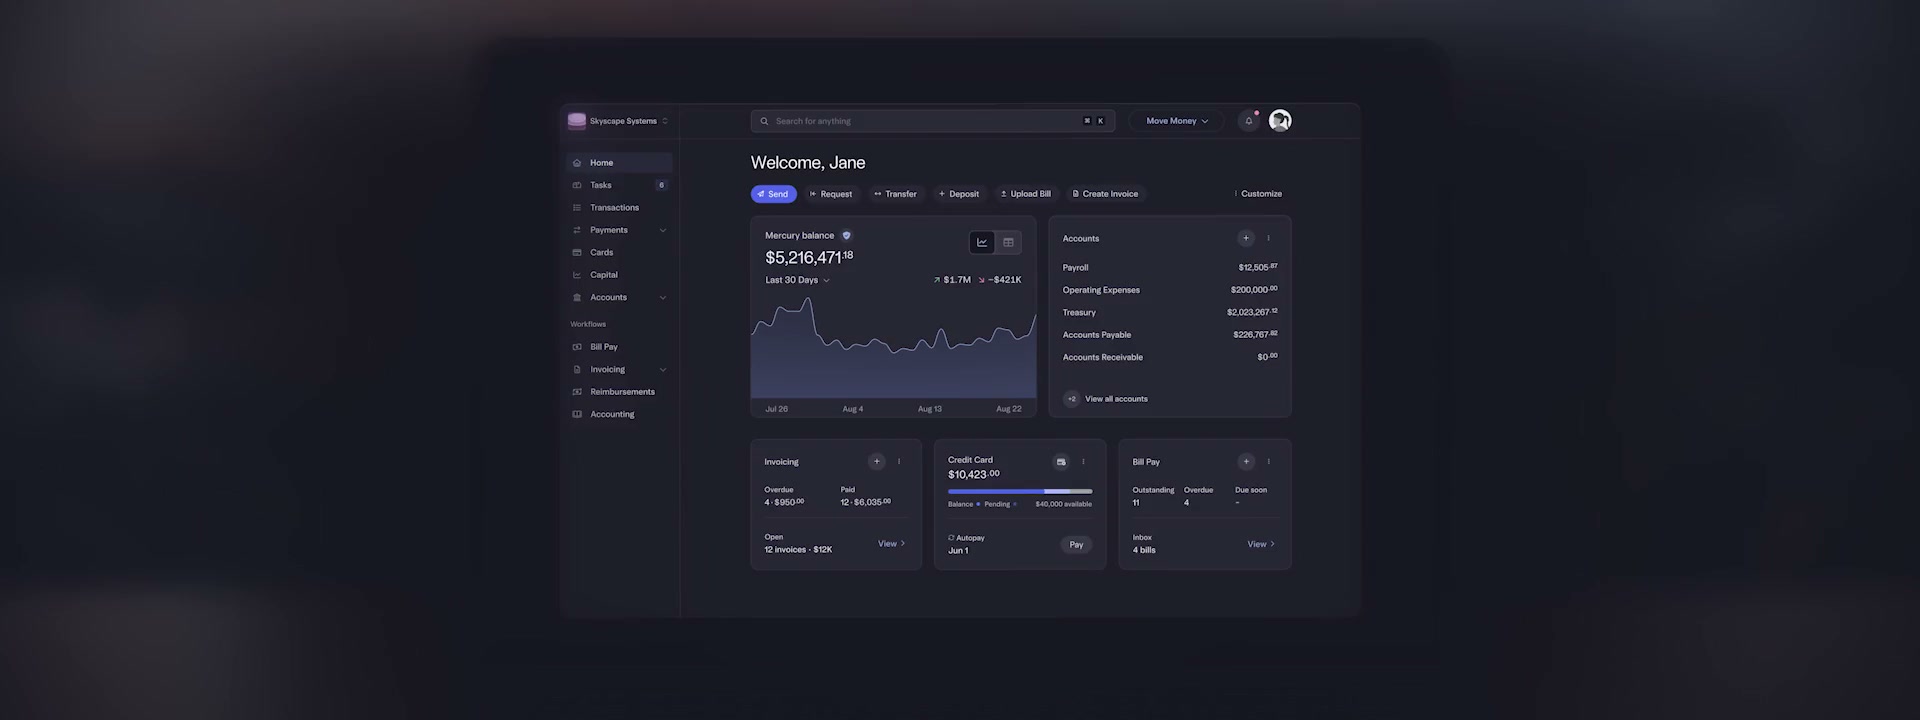 Skyscape Systems
Search for anything
⌘ K
Move Money
Home
Tasks 6
Transactions
Payments
Cards
Capital
Accounts
Workflows
Bill Pay
Invoicing
Reimbursements
Accounting
Welcome, Jane
Send Request Transfer Deposit Upload Bill Create Invoice Customize
Mercury balance
$5,216,471.18
Last 30 Days $1.7M −$421K
Jul 26 Aug 4 Aug 13 Aug 22
Accounts
Payroll $12,505.87
Operating Expenses $200,000.00
Treasury $2,023,267.12
Accounts Payable $226,767.82
Accounts Receivable $0.00
+2 View all accounts
Invoicing
Overdue Paid
4 · $950.00 12 · $6,035.00
Open
12 invoices · $12K
View
Credit Card
$10,423.00
Balance Pending $40,000 available
Autopay
Jun 1
Pay
Bill Pay
Outstanding Overdue Due soon
11 4 -
Inbox
4 bills
View